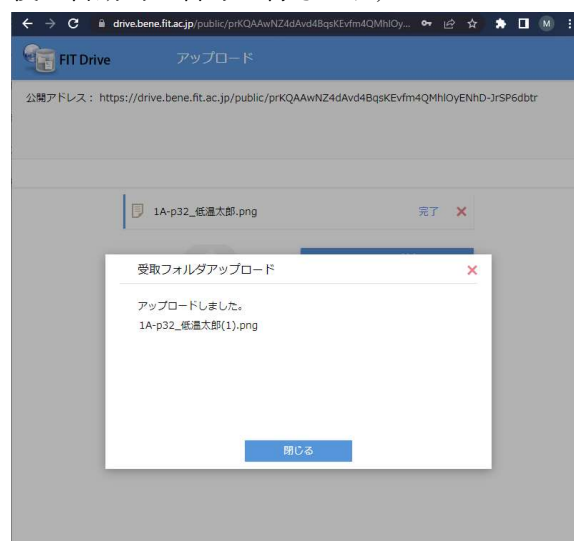 drive.bene.fit.ac.jp/public/prKQAAwNZ4dAvd4BqsKEvfm4QMhlOy...
M
FIT Drive
アップロード
公開アドレス： https://drive.bene.fit.ac.jp/public/prKQAAwNZ4dAvd4BqsKEvfm4QMhlOyENhD-JrSP6dbtr
1A-p32_低温太郎.png
完了
受取フォルダアップロード
アップロードしました。
1A-p32_低温太郎(1).png
閉じる